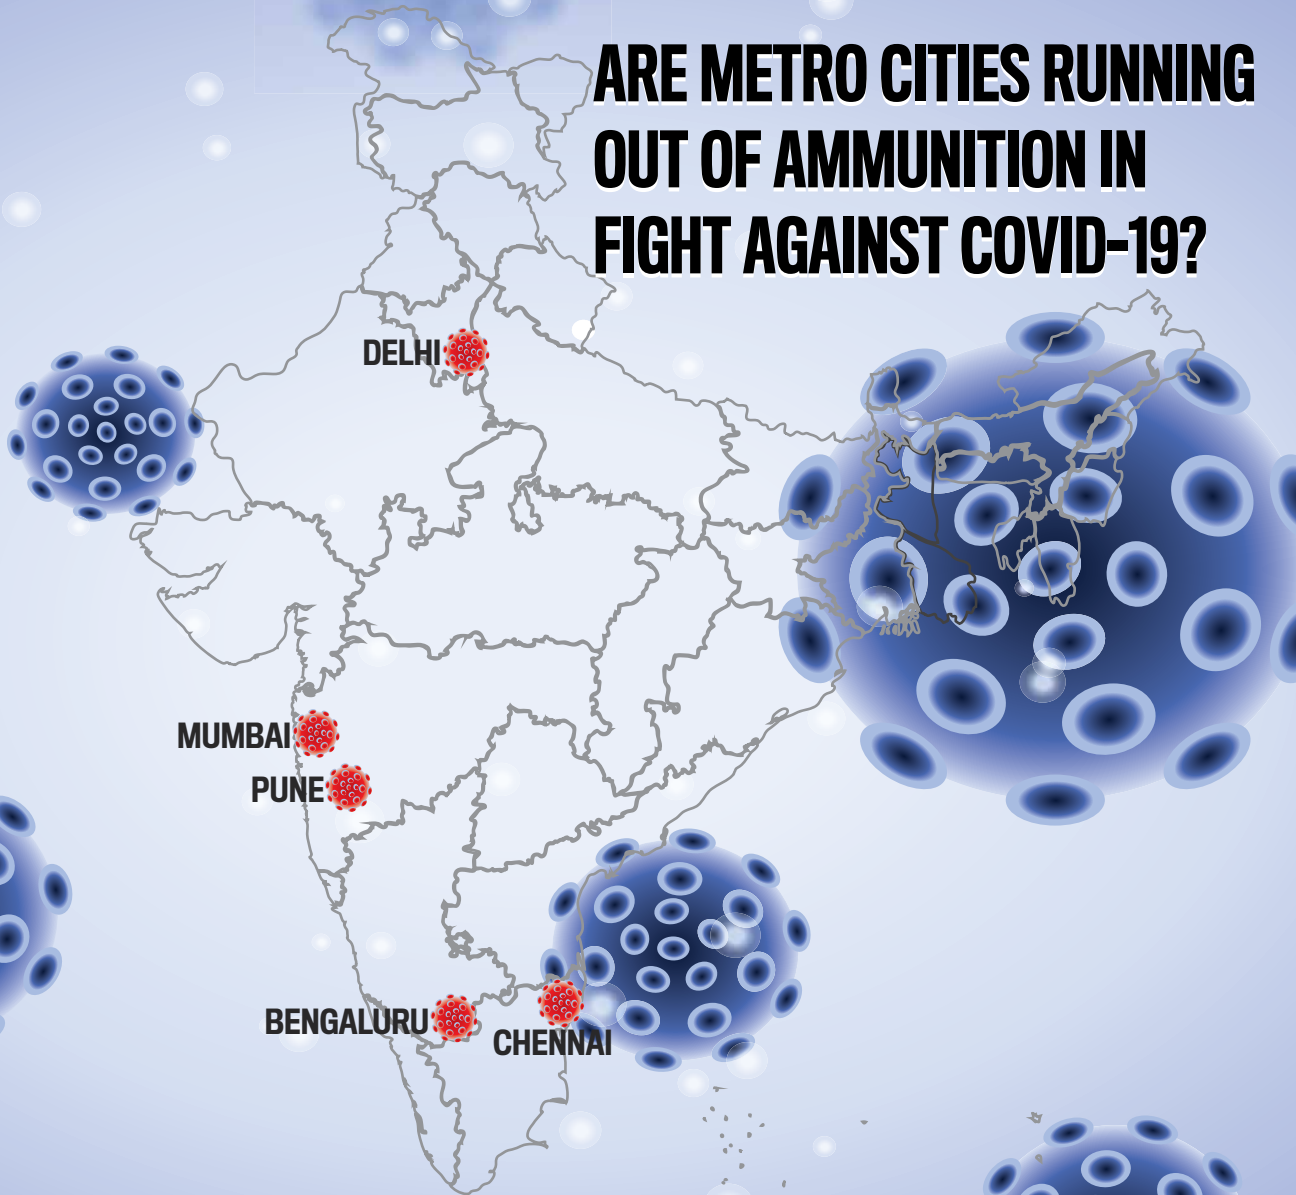 ARE METRO CITIES RUNNING
OUT OF AMMUNITION IN
FIGHT AGAINST COVID-19?
DELHI
MUMBAI
PUNE
BENGALURU
CHENNAI